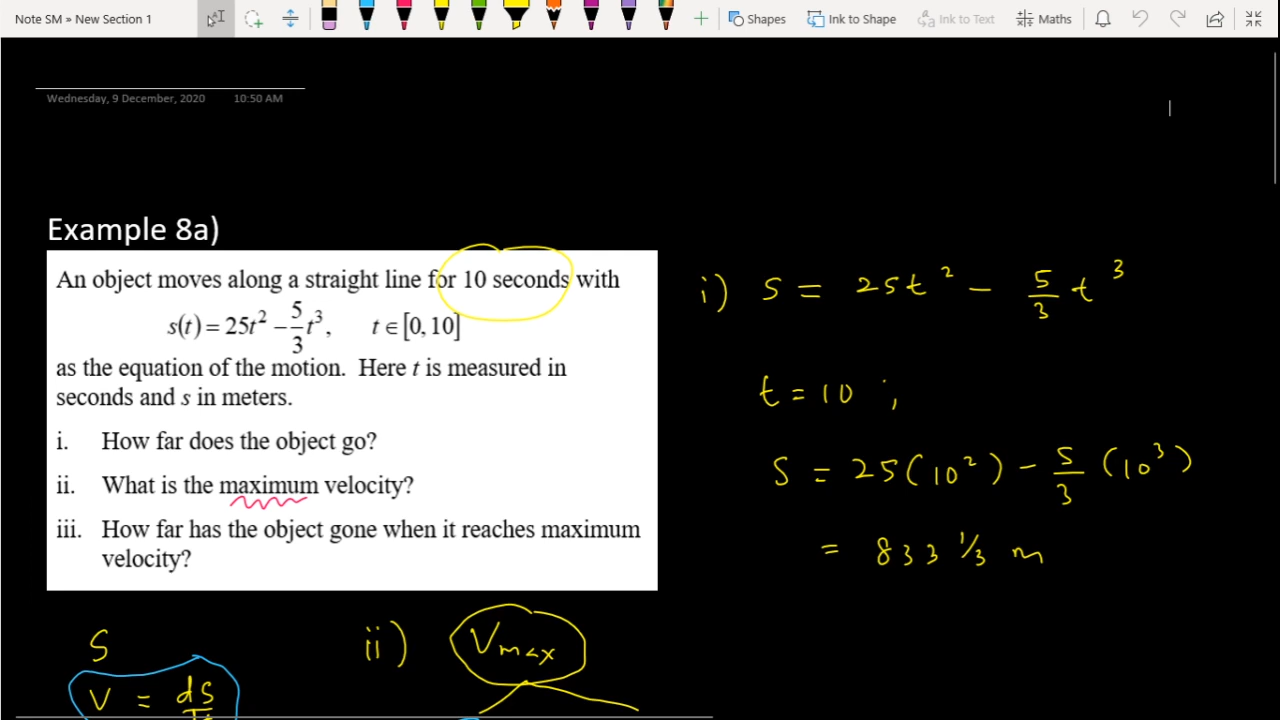 Note SM » New Section 1
Shapes
Ink to Shape
Ink to Text
Maths
Wednesday, 9 December, 2020 10:50 AM
Example 8a)
An object moves along a straight line for 10 seconds with
s(t) = 25t² − 5/3 t³, t ∈ [0, 10]
as the equation of the motion. Here t is measured in
seconds and s in meters.
i. How far does the object go?
ii. What is the maximum velocity?
iii. How far has the object gone when it reaches maximum
velocity?
i) S = 25t² − 5/3 t³
t = 10 ;
S = 25(10²) − 5/3 (10³)
= 833 1/3 m
S
V = ds
ii) Vmax